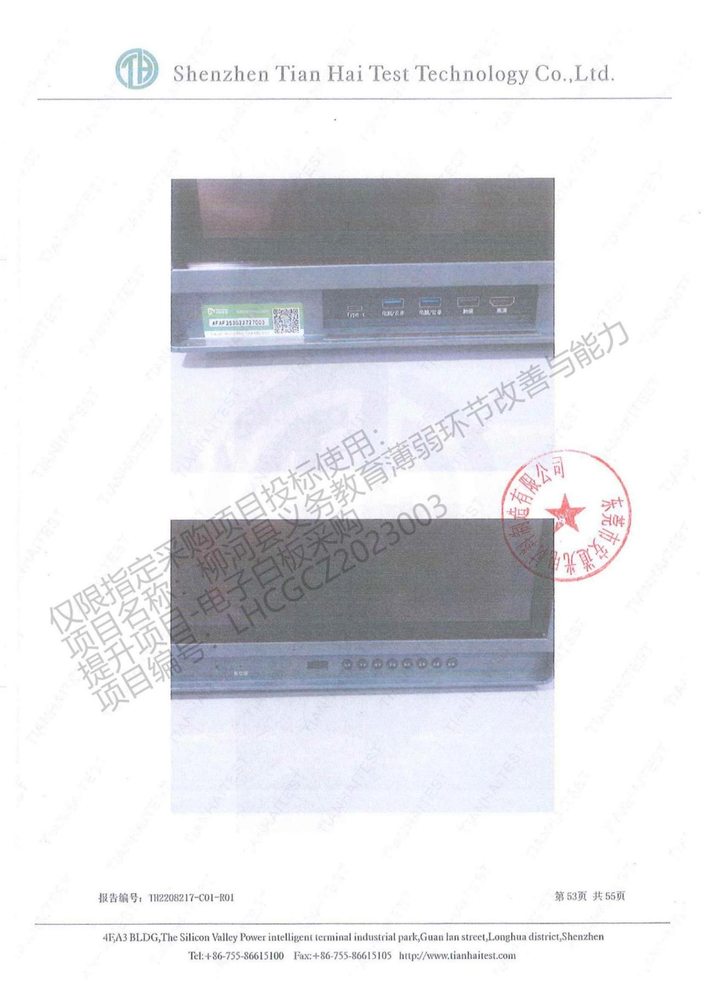 TH
Shenzhen Tian Hai Test Technology Co.,Ltd.
AFAF353G22727003
Type-c
电脑/安卓
电脑/安卓
触摸
高清
仅限指定采购项目投标使用：
项目名称：柳河县义务教育薄弱环节改善与能力
提升项目-电子白板采购
项目编号：LHCGCZ2023003
东莞市安道光电科技制造有限公司
报告编号：TH2208217-C01-R01
第53页 共55页
4F,A3 BLDG,The Silicon Valley Power intelligent terminal industrial park,Guan lan street,Longhua district,Shenzhen
Tel:+86-755-86615100 Fax:+86-755-86615105 http://www.tianhaitest.com
TIANHAITEST